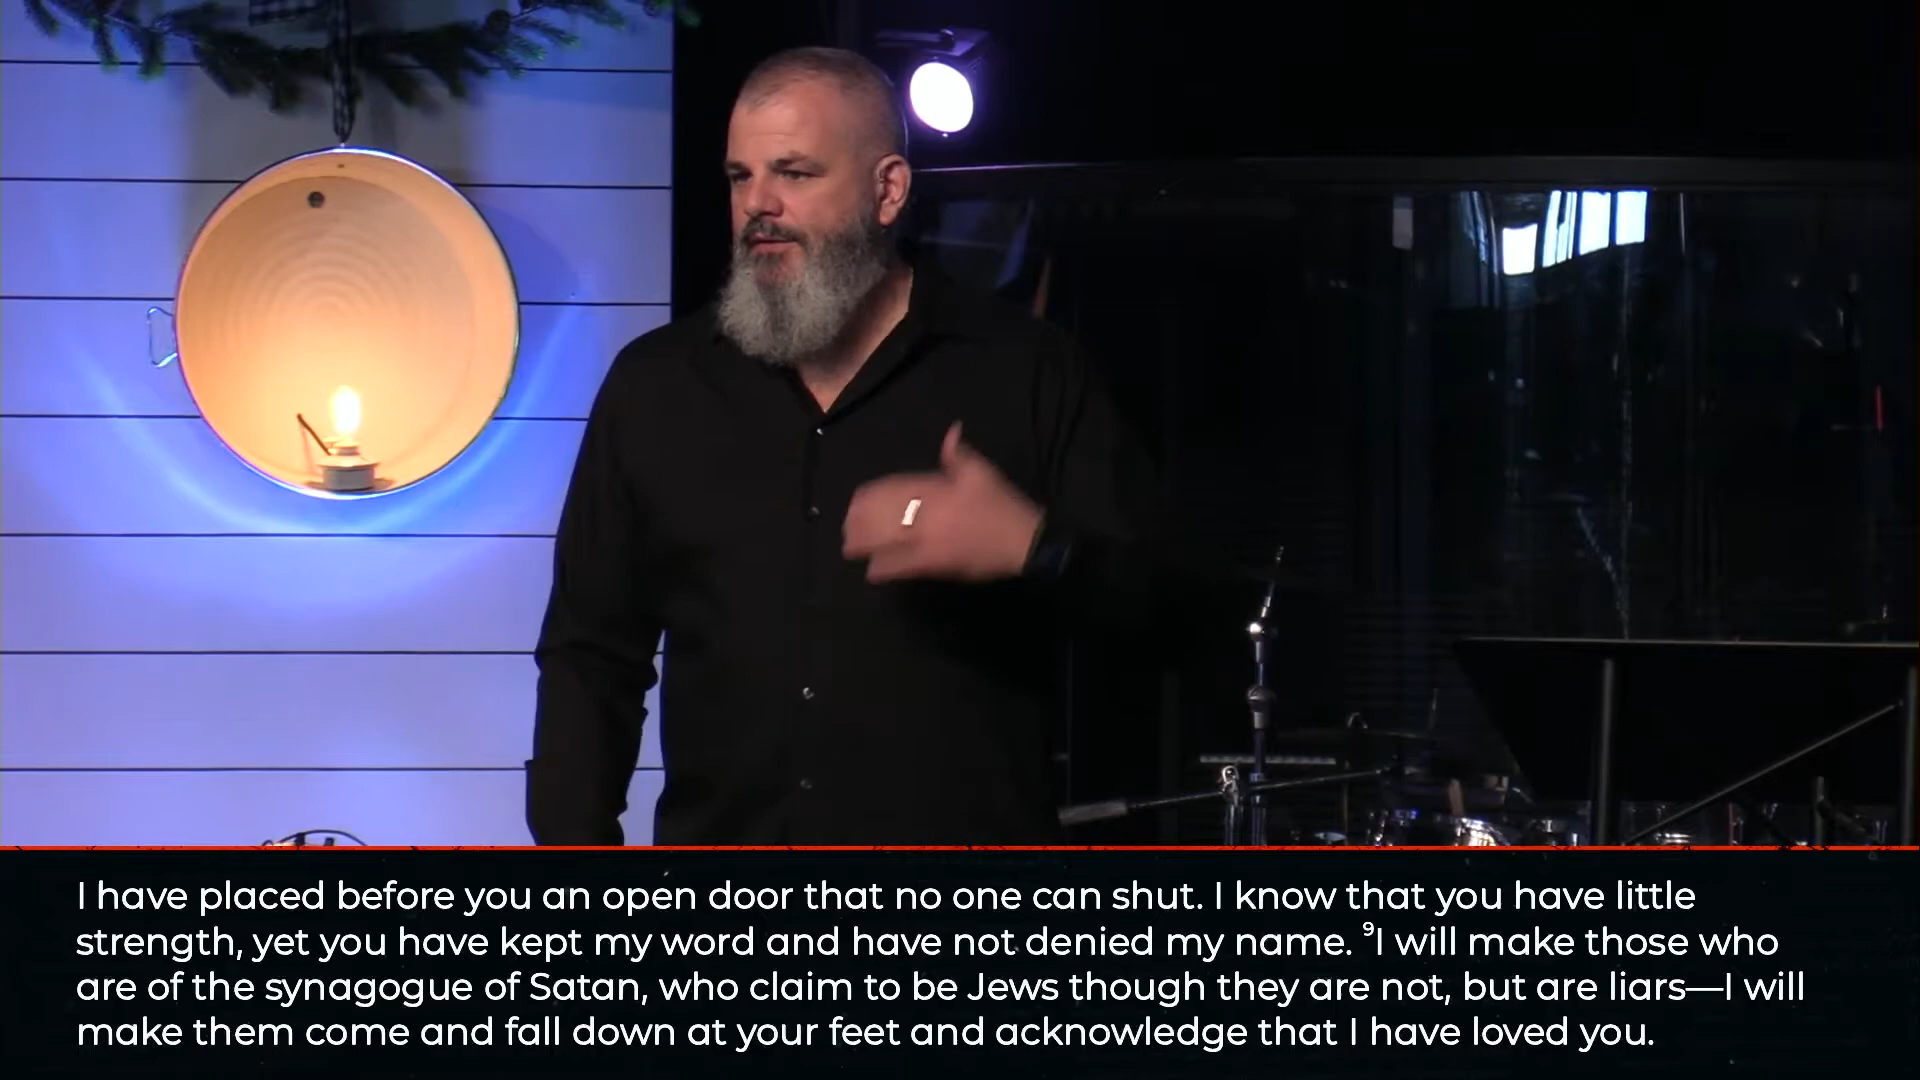 I have placed before you an open door that no one can shut. I know that you have little
strength, yet you have kept my word and have not denied my name. ⁹I will make those who
are of the synagogue of Satan, who claim to be Jews though they are not, but are liars—I will
make them come and fall down at your feet and acknowledge that I have loved you.